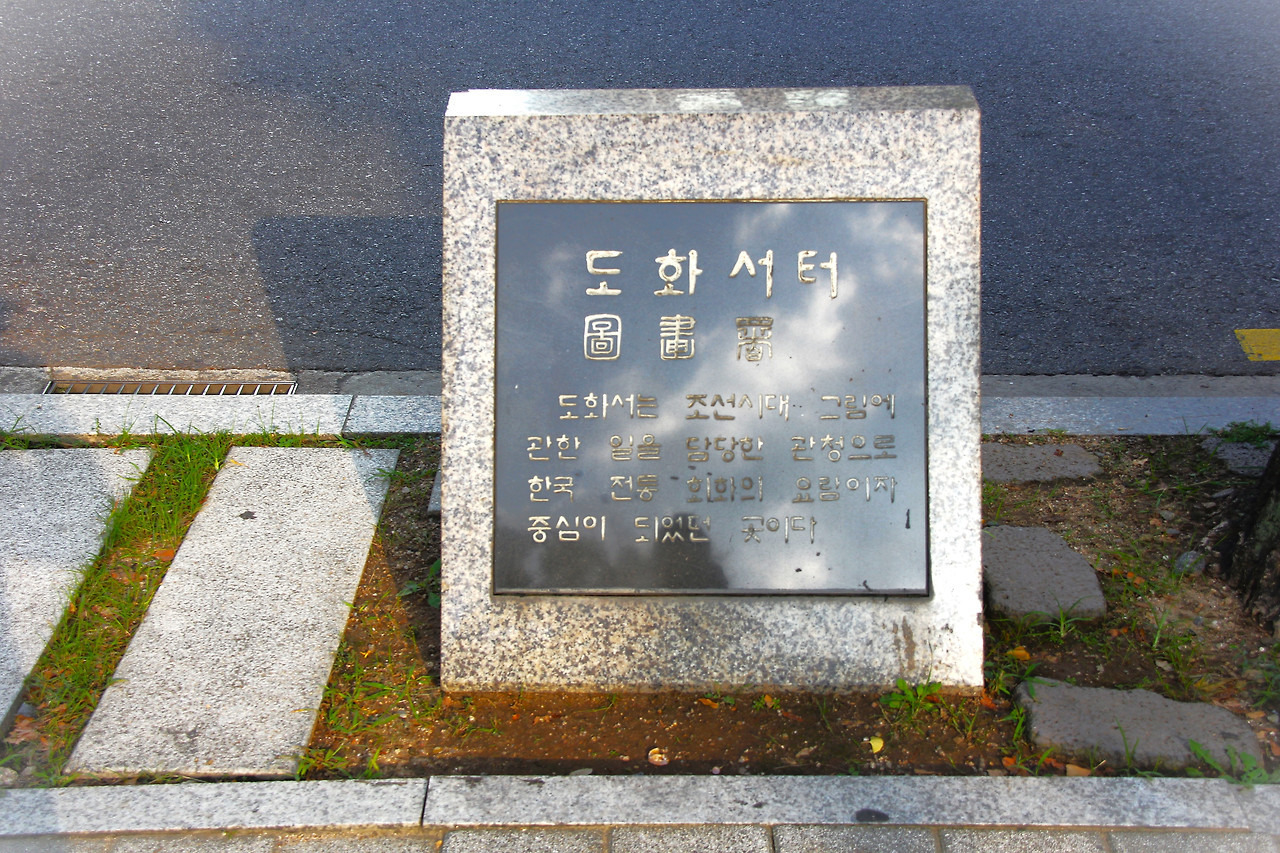 도화서터
圖畫署
도화서는 조선시대 그림에
관한 일을 담당한 관청으로
한국 전통 회화의 요람이자
중심이 되었던 곳이다